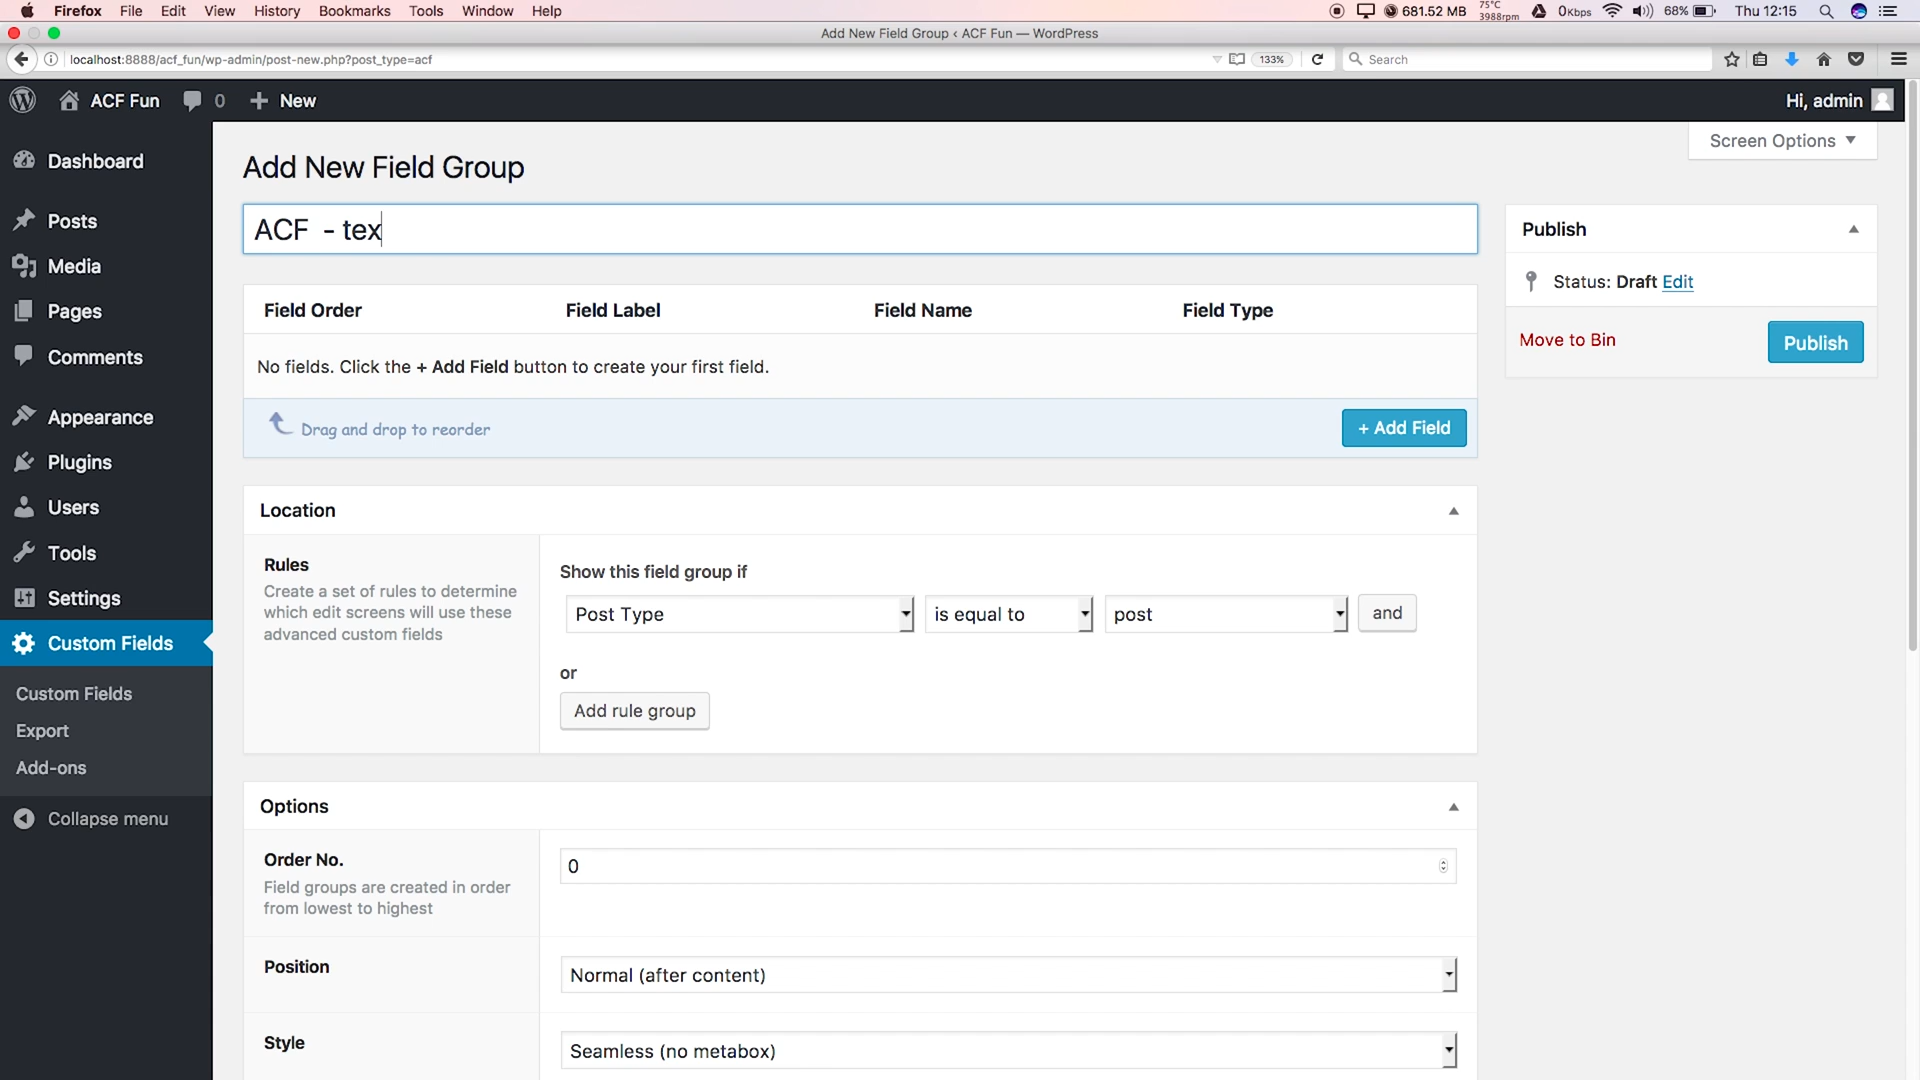 Firefox File Edit View History Bookmarks Tools Window Help 681.52 MB 75°C 3988rpm 0Kbps 68% Thu 12:15
Add New Field Group ‹ ACF Fun — WordPress
localhost:8888/acf_fun/wp-admin/post-new.php?post_type=acf 133% Search
ACF Fun 0 + New Hi, admin
Screen Options
Dashboard
Posts
Media
Pages
Comments
Appearance
Plugins
Users
Tools
Settings
Custom Fields
Custom Fields
Export
Add-ons
Collapse menu
Add New Field Group
ACF  - tex
Field Order Field Label Field Name Field Type
No fields. Click the + Add Field button to create your first field.
Drag and drop to reorder + Add Field
Location
Rules
Create a set of rules to determine
which edit screens will use these
advanced custom fields
Show this field group if
Post Type is equal to post and
or
Add rule group
Options
Order No.
Field groups are created in order
from lowest to highest
0
Position
Normal (after content)
Style
Seamless (no metabox)
Publish
Status: Draft Edit
Move to Bin Publish